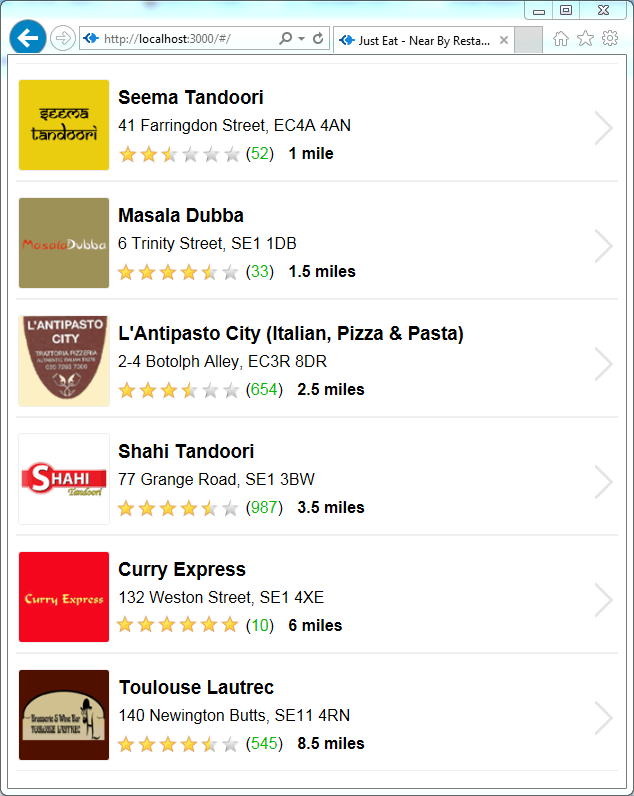 http://localhost:3000/#/
Just Eat - Near By Resta...
seema
tandoori
Seema Tandoori
41 Farringdon Street, EC4A 4AN
(52) 1 mile
MasalaDubba
Masala Dubba
6 Trinity Street, SE1 1DB
(33) 1.5 miles
L'ANTIPASTO
CITY
TRATTORIA PIZZERIA
L'Antipasto City (Italian, Pizza & Pasta)
2-4 Botolph Alley, EC3R 8DR
(654) 2.5 miles
SHAHI
Tandoori
Shahi Tandoori
77 Grange Road, SE1 3BW
(987) 3.5 miles
Curry Express
Curry Express
132 Weston Street, SE1 4XE
(10) 6 miles
Brasserie & Wine Bar
TOULOUSE LAUTREC
Toulouse Lautrec
140 Newington Butts, SE11 4RN
(545) 8.5 miles